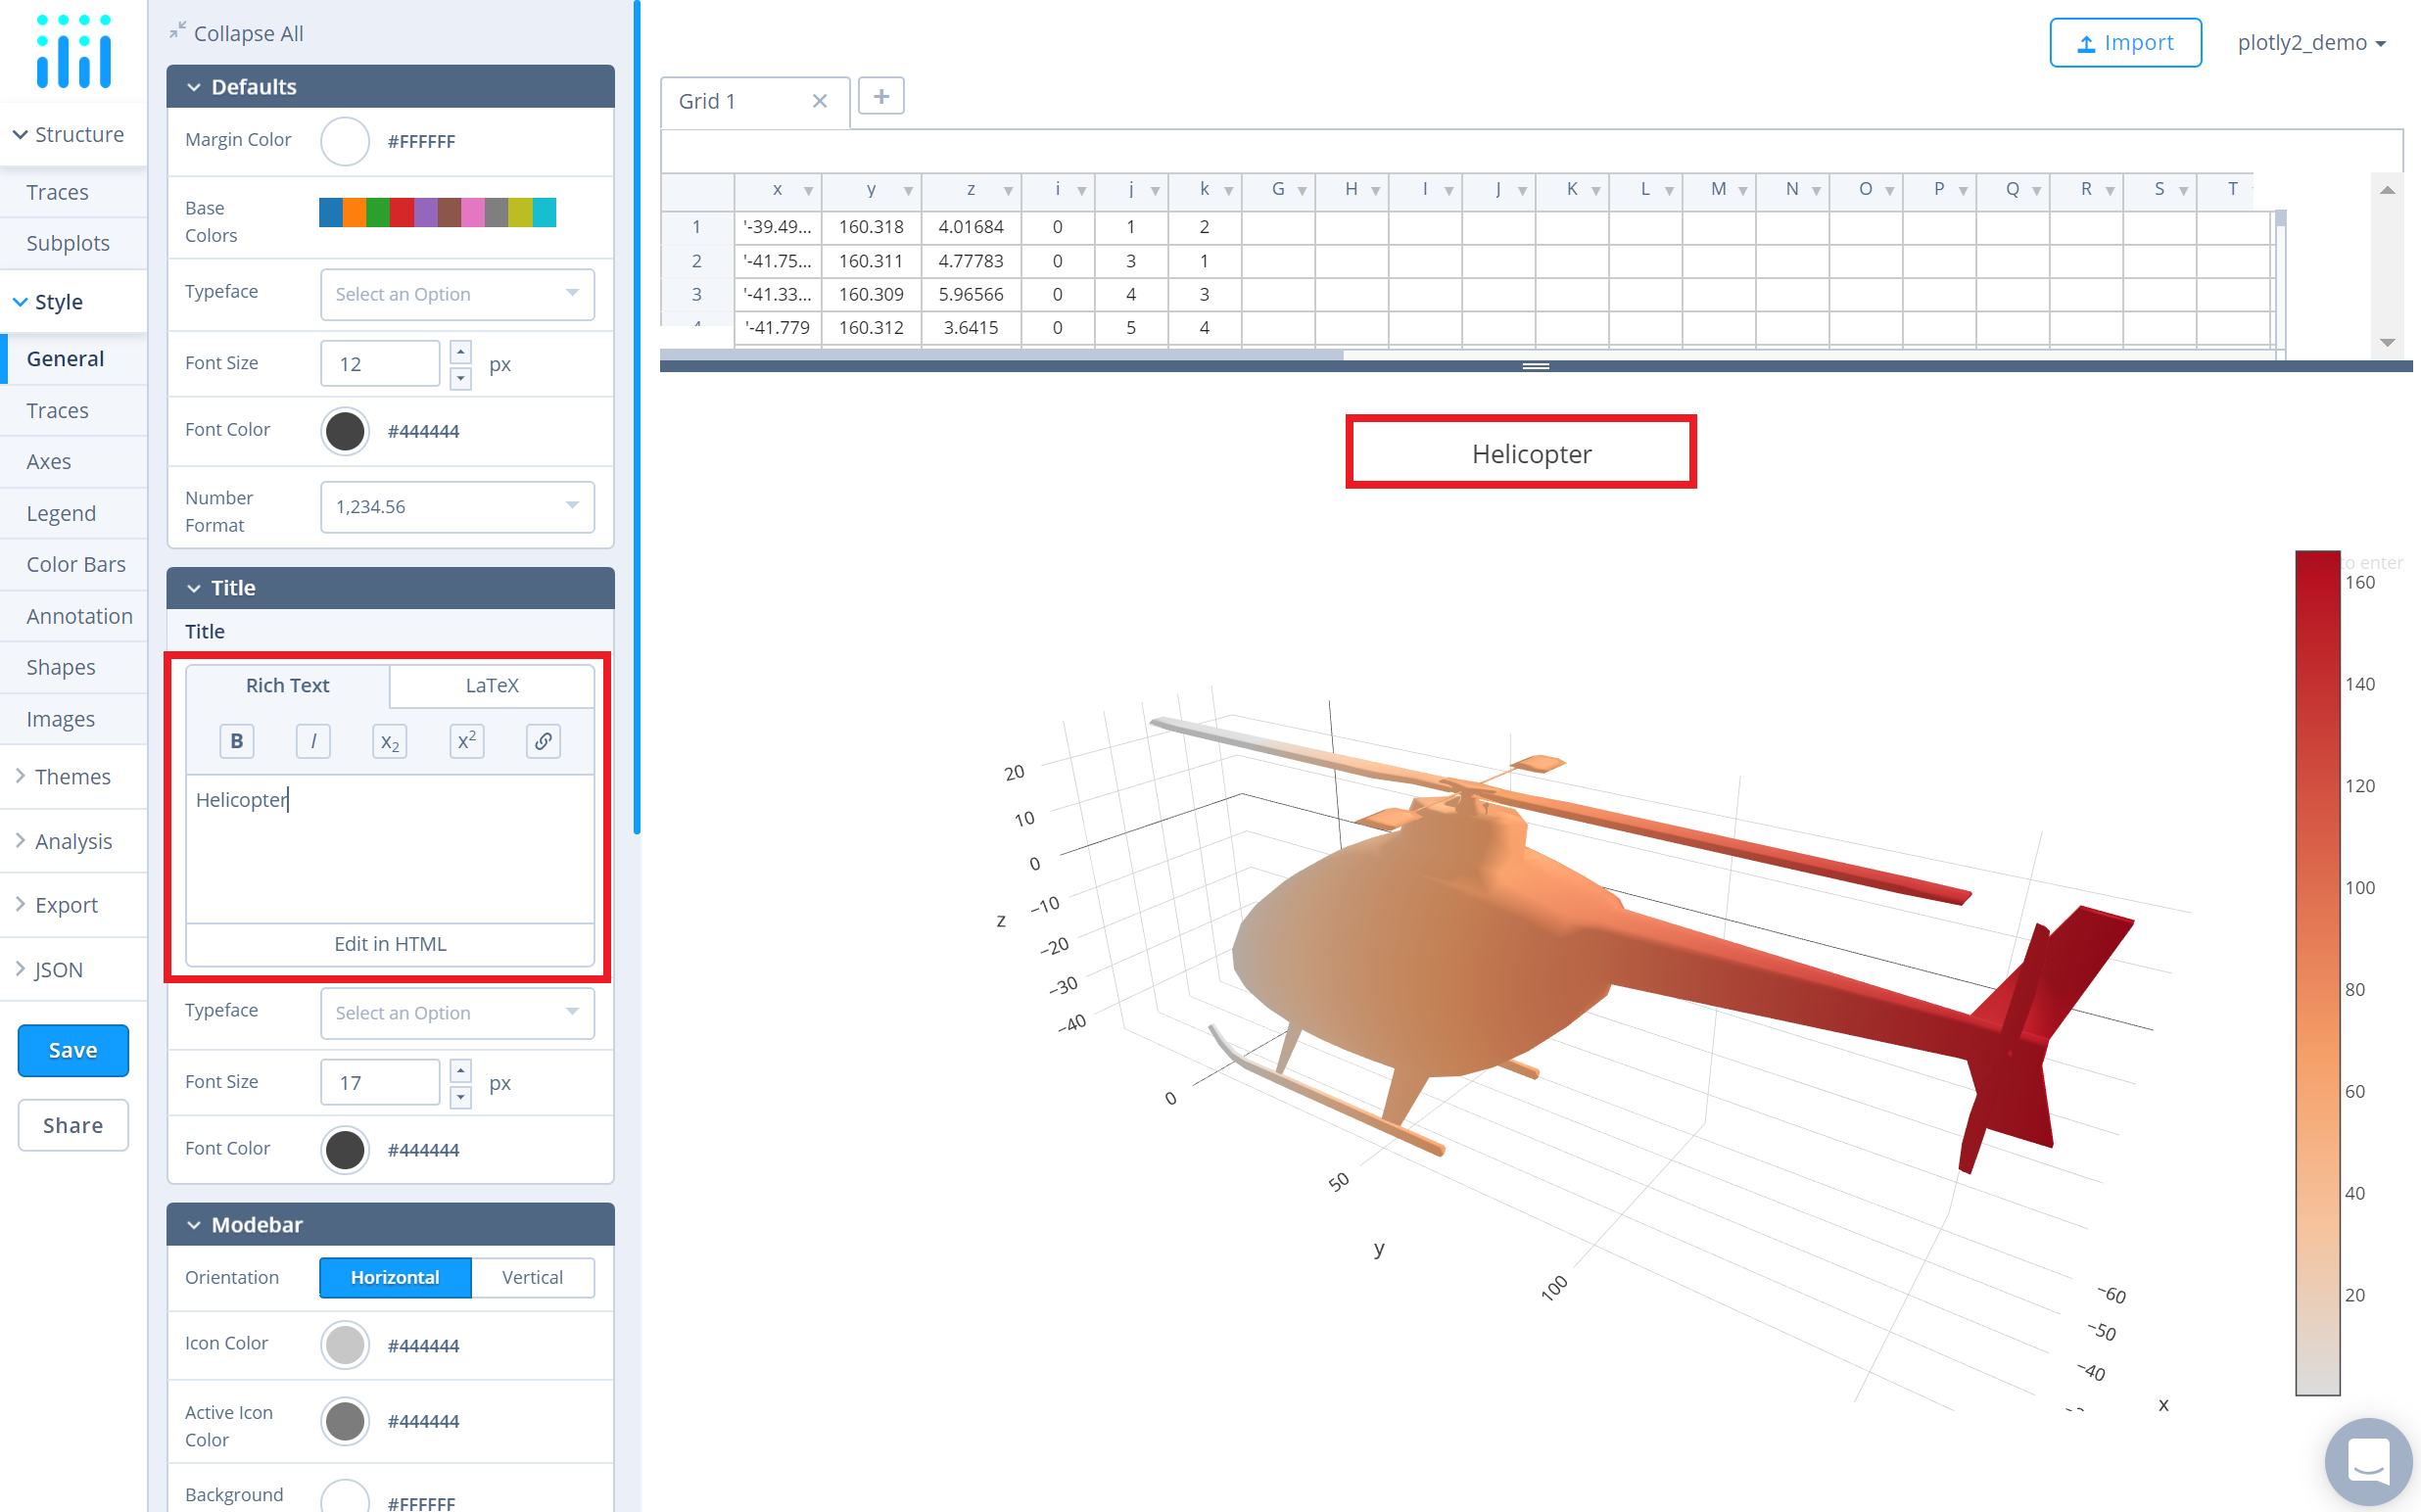 Structure
Traces
Subplots
Style
General
Traces
Axes
Legend
Color Bars
Annotation
Shapes
Images
Themes
Analysis
Export
JSON
Save
Share
Collapse All
Defaults
Margin Color #FFFFFF
Base
Colors
Typeface Select an Option
Font Size 12 px
Font Color #444444
Number
Format
1,234.56
Title
Title
Rich Text LaTeX
B I x2 x2
Helicopter
Edit in HTML
Typeface Select an Option
Font Size 17 px
Font Color #444444
Modebar
Orientation Horizontal Vertical
Icon Color #444444
Active Icon
Color
#444444
Background #FFFFFF
Import plotly2_demo
Grid 1 × +
x y z i j k G H I J K L M N O P Q R S T
1 '-39.49... 160.318 4.01684 0 1 2
2 '-41.75... 160.311 4.77783 0 3 1
3 '-41.33... 160.309 5.96566 0 4 3
4 '-41.779 160.312 3.6415 0 5 4
Helicopter
to enter
160
140
120
100
80
60
40
20
20
10
0
−10
−20
−30
−40
z
0
50
100
y
−60
−50
−40
x